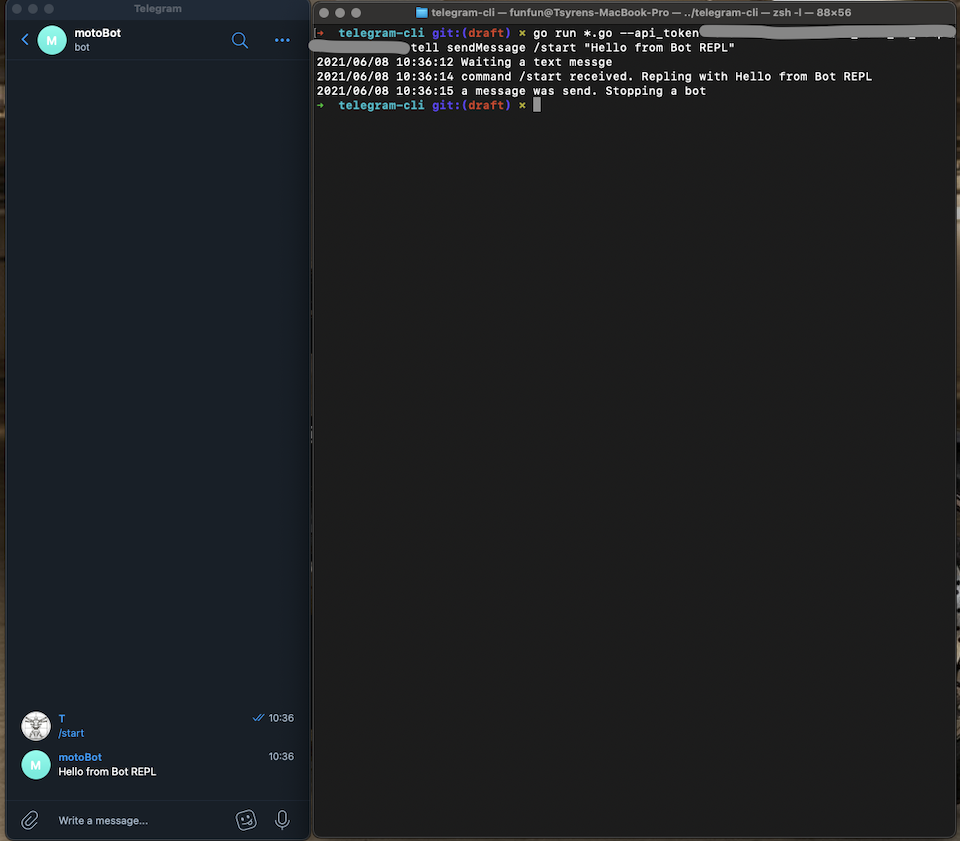 Telegram
motoBot
bot
M
T
10:36
/start
motoBot
10:36
M
Hello from Bot REPL
Write a message...
telegram-cli — funfun@Tsyrens-MacBook-Pro — ../telegram-cli — zsh -l — 88×56
→ telegram-cli git:(draft) × go run *.go --api_token
tell sendMessage /start "Hello from Bot REPL"
2021/06/08 10:36:12 Waiting a text messge
2021/06/08 10:36:14 command /start received. Repling with Hello from Bot REPL
2021/06/08 10:36:15 a message was send. Stopping a bot
→ telegram-cli git:(draft) ×